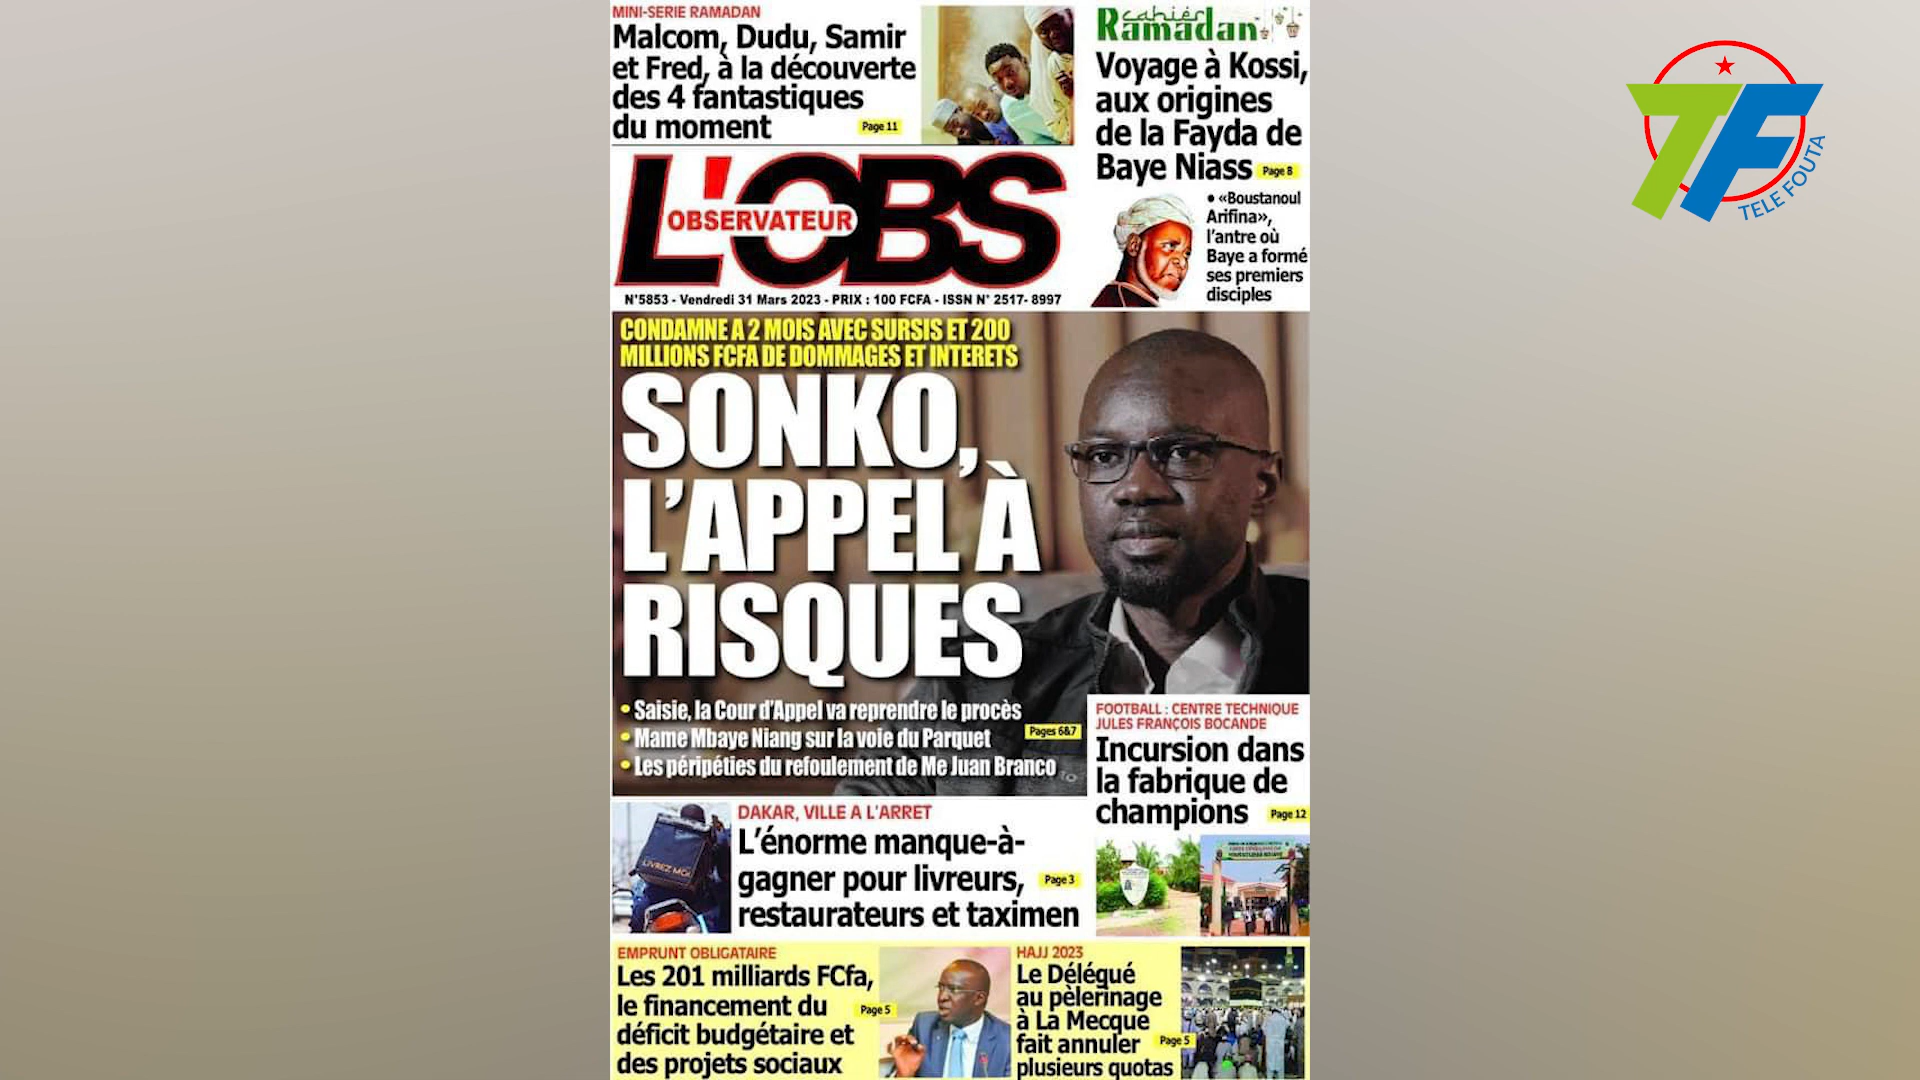 MINI-SERIE RAMADAN
Malcom, Dudu, Samir
et Fred, à la découverte
des 4 fantastiques
du moment
Page 11
cahier
Ramadan
Voyage à Kossi,
aux origines
de la Fayda de
Baye Niass
Page 8
• «Boustanoul
Arifina»,
l'antre où
Baye a formé
ses premiers
disciples
L'OBS
OBSERVATEUR
N°5853 - Vendredi 31 Mars 2023 - PRIX : 100 FCFA - ISSN N° 2517- 8997
CONDAMNE A 2 MOIS AVEC SURSIS ET 200
MILLIONS FCFA DE DOMMAGES ET INTERETS
SONKO,
L'APPEL À
RISQUES
• Saisie, la Cour d'Appel va reprendre le procès
• Mame Mbaye Niang sur la voie du Parquet
• Les péripéties du refoulement de Me Juan Branco
Pages 6&7
FOOTBALL : CENTRE TECHNIQUE
JULES FRANÇOIS BOCANDE
Incursion dans
la fabrique de
champions
Page 12
LIVREZ MOI
DAKAR, VILLE A L'ARRET
L'énorme manque-à-
gagner pour livreurs,
restaurateurs et taximen
Page 3
EMPRUNT OBLIGATAIRE
Les 201 milliards FCfa,
le financement du
déficit budgétaire et
des projets sociaux
Page 5
HAJJ 2023
Le Délégué
au pèlerinage
à La Mecque
fait annuler
plusieurs quotas
Page 5
TF
TELE FOUTA